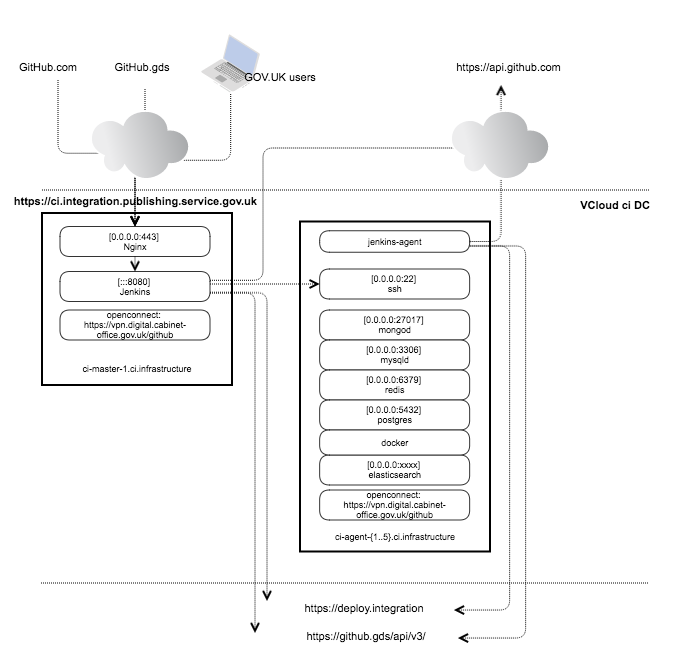 GitHub.com
GitHub.gds
GOV.UK users
https://api.github.com
https://ci.integration.publishing.service.gov.uk
VCloud ci DC
[0.0.0.0:443]
Nginx
[:::8080]
Jenkins
openconnect:
https://vpn.digital.cabinet-
office.gov.uk/github
ci-master-1.ci.infrastructure
jenkins-agent
[0.0.0.0:22]
ssh
[0.0.0.0:27017]
mongod
[0.0.0.0:3306]
mysqld
[0.0.0.0:6379]
redis
[0.0.0.0:5432]
postgres
docker
[0.0.0.0:xxxx]
elasticsearch
openconnect:
https://vpn.digital.cabinet-
office.gov.uk/github
ci-agent-{1..5}.ci.infrastructure
https://deploy.integration
https://github.gds/api/v3/